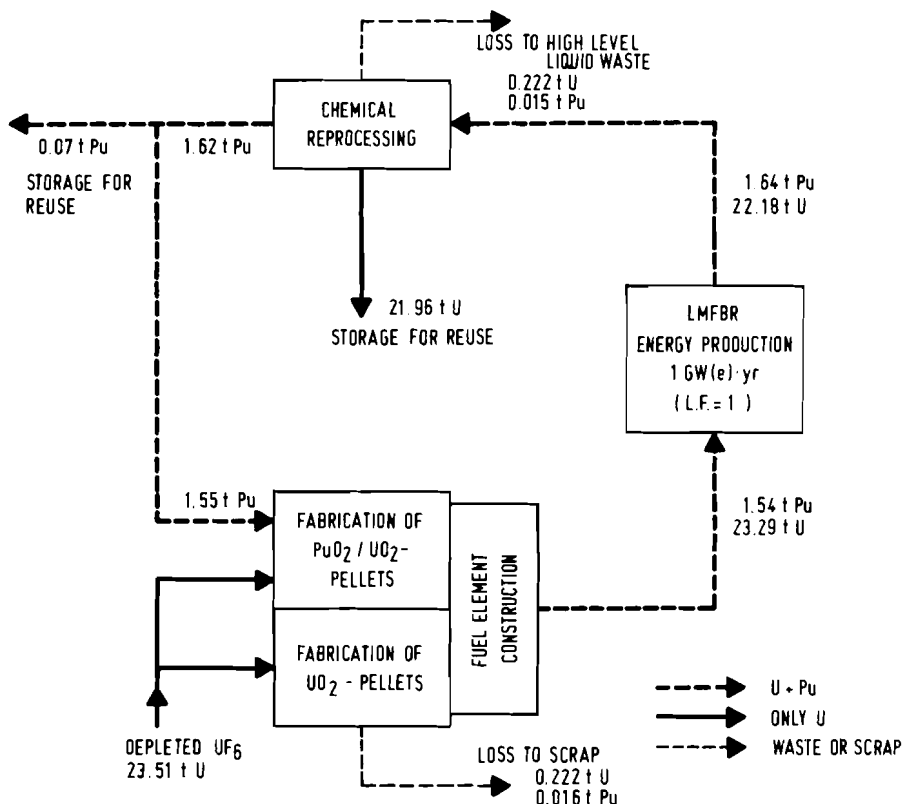 LOSS TO HIGH LEVEL
LIQUID WASTE
0.222 t U
0.015 t Pu
CHEMICAL
REPROCESSING
0.07 t Pu
1.62 t Pu
STORAGE FOR
REUSE
1.64 t Pu
22.18 t U
21.96 t U
STORAGE FOR REUSE
LMFBR
ENERGY PRODUCTION
1 GW(e)·yr
(L.F.=1)
1.55 t Pu
FABRICATION OF
PuO2 / UO2-
PELLETS
FUEL ELEMENT
CONSTRUCTION
1.54 t Pu
23.29 t U
FABRICATION OF
UO2 - PELLETS
DEPLETED UF6
23.51 t U
LOSS TO SCRAP
0.222 t U
0.016 t Pu
U + Pu
ONLY U
WASTE OR SCRAP